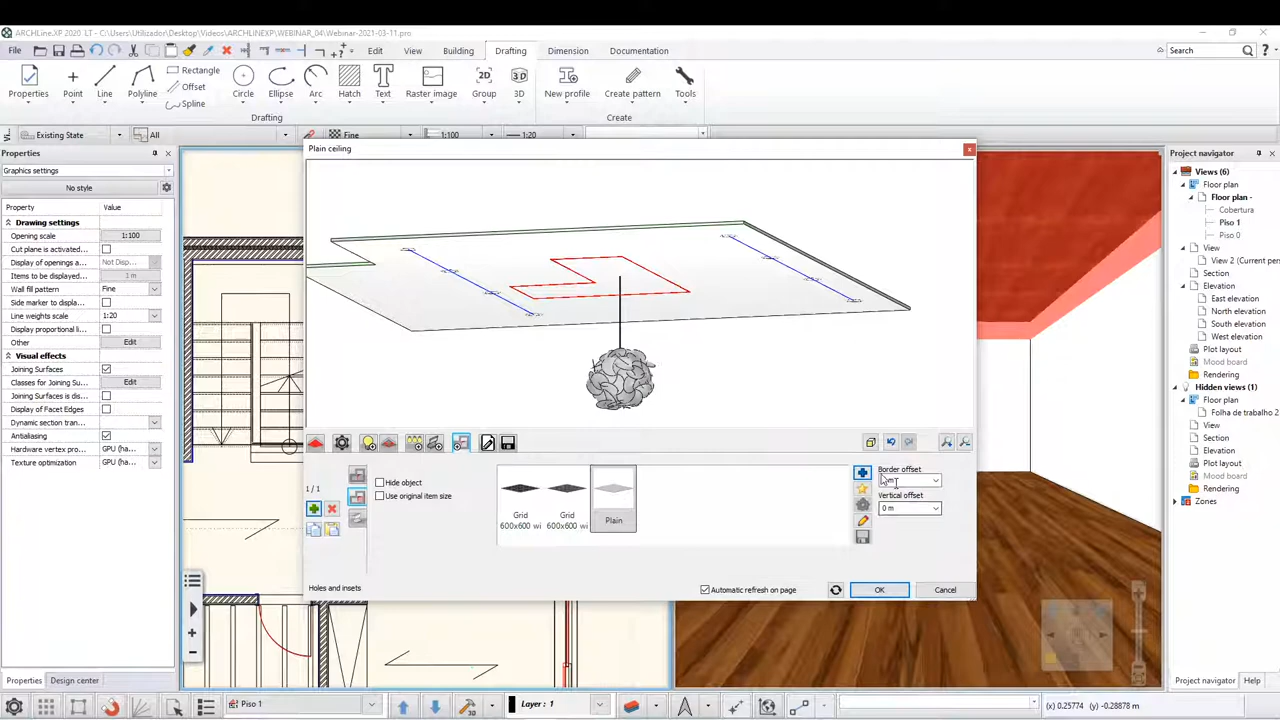 ARCHLine.XP 2020 LT - C:\Users\Utilizador\Desktop\Videos\ARCHLINEXP\WEBINAR_04\Webinar-2021-03-11.pro
File
Edit View Building Drafting Dimension Documentation
Search
Properties Point Line Polyline
Rectangle
Offset
Spline
Circle Ellipse Arc Hatch Text Raster image Group 3D New profile Create pattern Tools
Drafting
Create
Existing State
All
Fine
1:100
1:20
Properties
Graphics settings
No style
Property Value
Drawing settings
Opening scale 1:100
Cut plane is activated...
Display of openings a... Not Disp...
Items to be displayed... 1 m
Wall fill pattern Fine
Side marker to displa...
Line weights scale 1:20
Display proportional li...
Other Edit
Visual effects
Joining Surfaces
Classes for Joining Su... Edit
Joining Surfaces is di...
Display of Facet Edges
Dynamic section tran...
Antialiasing
Hardware vertex pro... GPU (ha...
Texture optimization GPU (ha...
Properties Design center
Plain ceiling
1 / 1
Hide object
Use original item size
Grid
600x600 wi
Grid
600x600 wi
Plain
Border offset
Vertical offset
0 m
Holes and insets
Automatic refresh on page
OK
Cancel
Project navigator
Views (6)
Floor plan
Floor plan -
Cobertura
Piso 1
Piso 0
View
View 2 (Current pers
Section
Elevation
East elevation
North elevation
South elevation
West elevation
Plot layout
Mood board
Rendering
Hidden views (1)
Floor plan
Folha de trabalho 2
View
Section
Elevation
Plot layout
Mood board
Rendering
Zones
Project navigator Help
Piso 1
Layer : 1
(x) 0.25774 (y) -0.28878 m